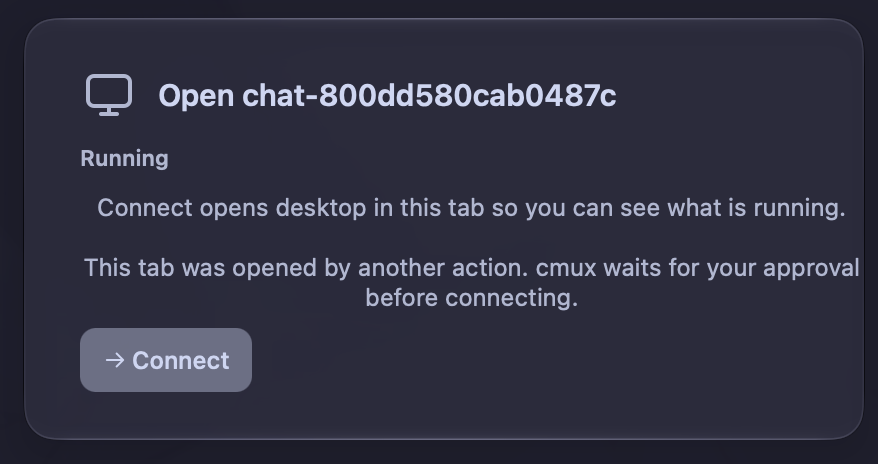 Open chat-800dd580cab0487c
Running
Connect opens desktop in this tab so you can see what is running.
This tab was opened by another action. cmux waits for your approval
before connecting.
→ Connect